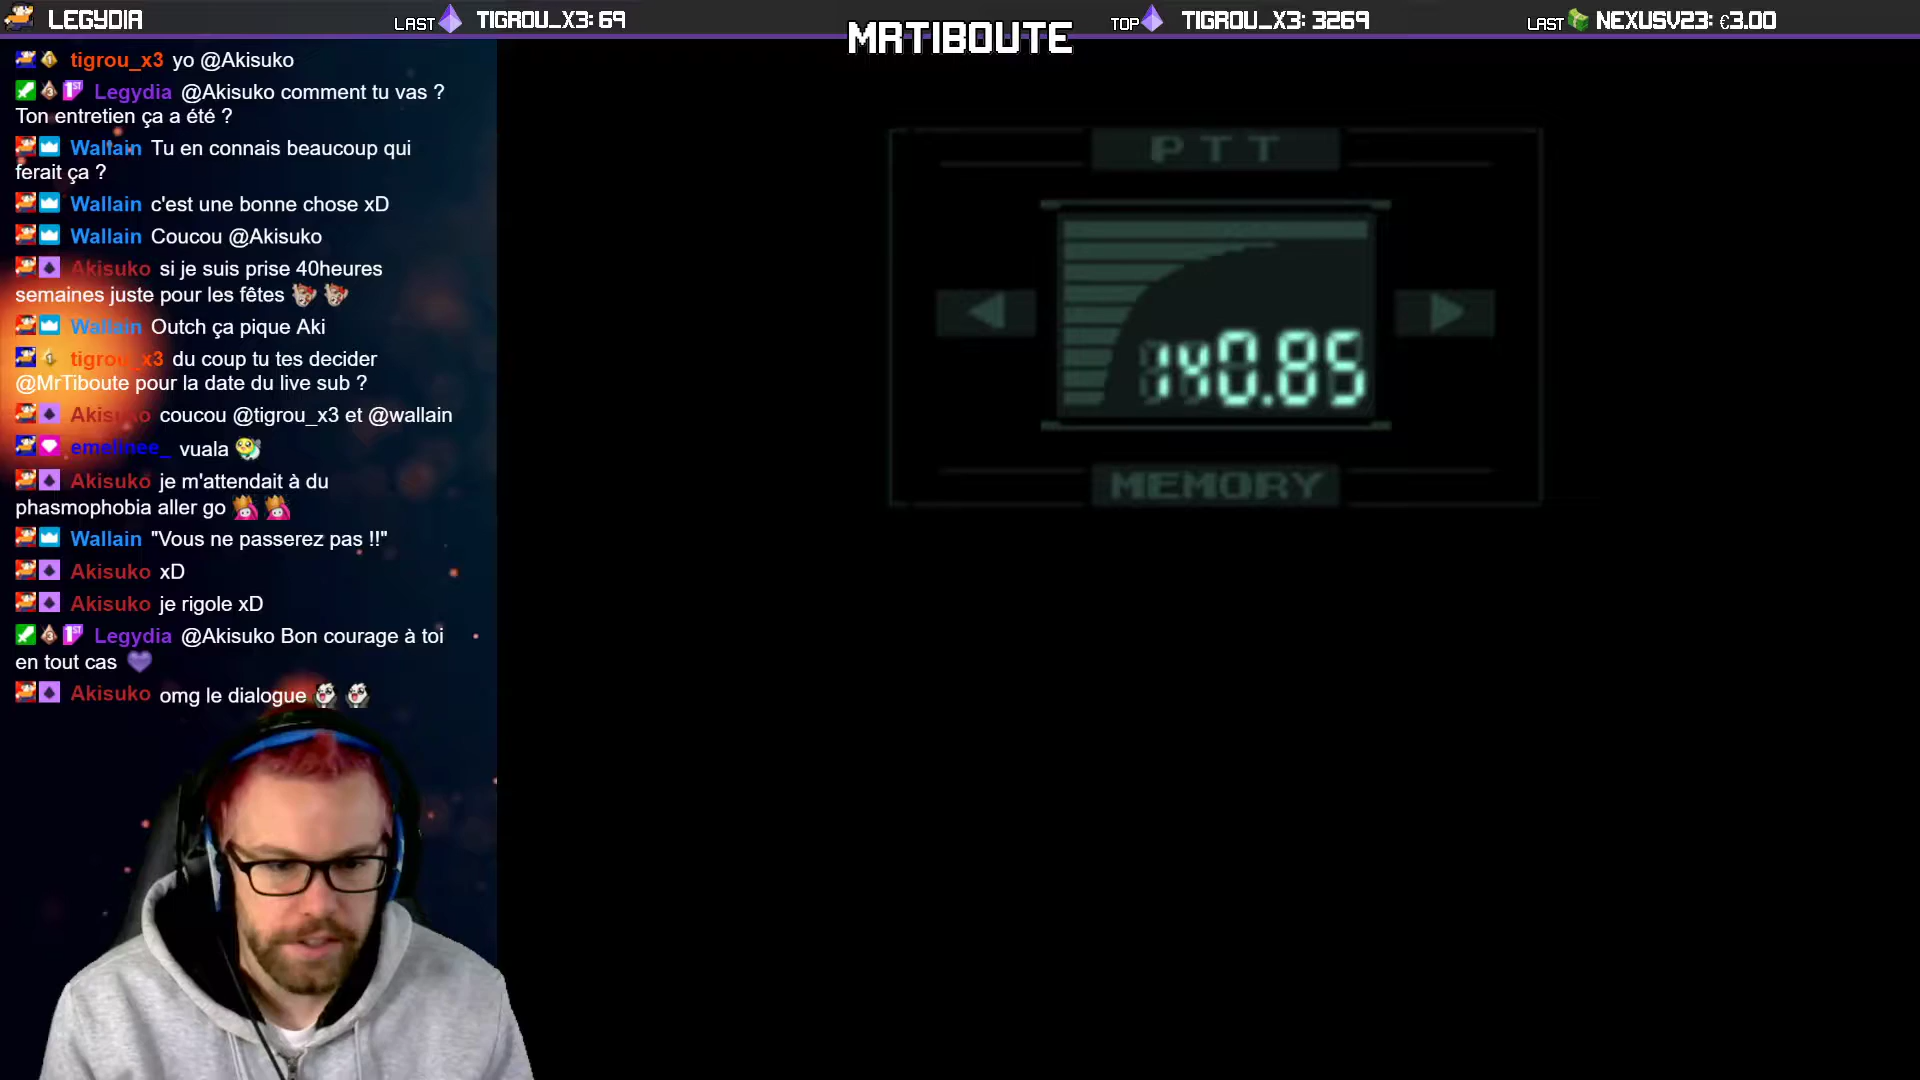 LEGYDIA
LAST TIGROU_X3: 69
MRTIBOUTE
TOP TIGROU_X3: 3269
LAST NEXUSV23: €3.00
tigrou_x3 yo @Akisuko
Legydia @Akisuko comment tu vas ?
Ton entretien ça a été ?
Wallain Tu en connais beaucoup qui
ferait ça ?
Wallain c'est une bonne chose xD
Wallain Coucou @Akisuko
Akisuko si je suis prise 40heures
semaines juste pour les fêtes
Wallain Outch ça pique Aki
tigrou_x3 du coup tu tes decider
@MrTiboute pour la date du live sub ?
Akisuko coucou @tigrou_x3 et @wallain
emelinee_ vuala
Akisuko je m'attendait à du
phasmophobia aller go
Wallain "Vous ne passerez pas !!"
Akisuko xD
Akisuko je rigole xD
Legydia @Akisuko Bon courage à toi
en tout cas
Akisuko omg le dialogue
PTT
140.85
MEMORY